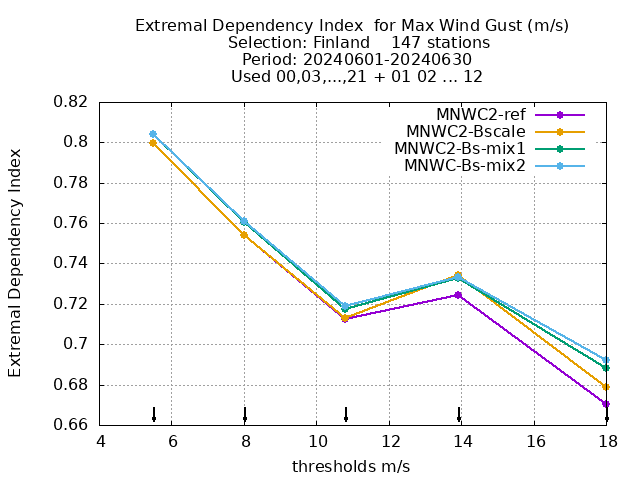 Extremal Dependency Index  for Max Wind Gust (m/s)
Selection: Finland    147 stations
Period: 20240601-20240630
Used 00,03,...,21 + 01 02 ... 12
MNWC2-ref
MNWC2-Bscale
MNWC2-Bs-mix1
MNWC-Bs-mix2
Extremal Dependency Index
0.82
0.8
0.78
0.76
0.74
0.72
0.7
0.68
0.66
4 6 8 10 12 14 16 18
thresholds m/s